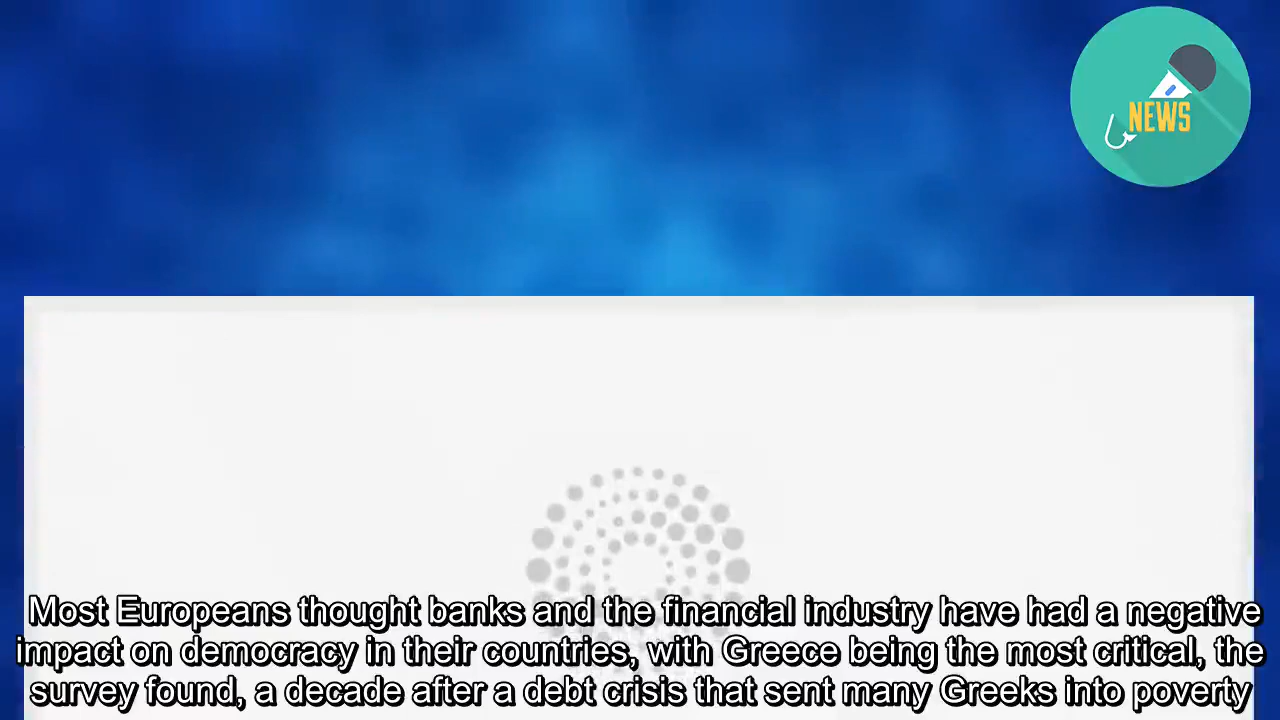 NEWS
Most Europeans thought banks and the financial industry have had a negative
impact on democracy in their countries, with Greece being the most critical, the
survey found, a decade after a debt crisis that sent many Greeks into poverty